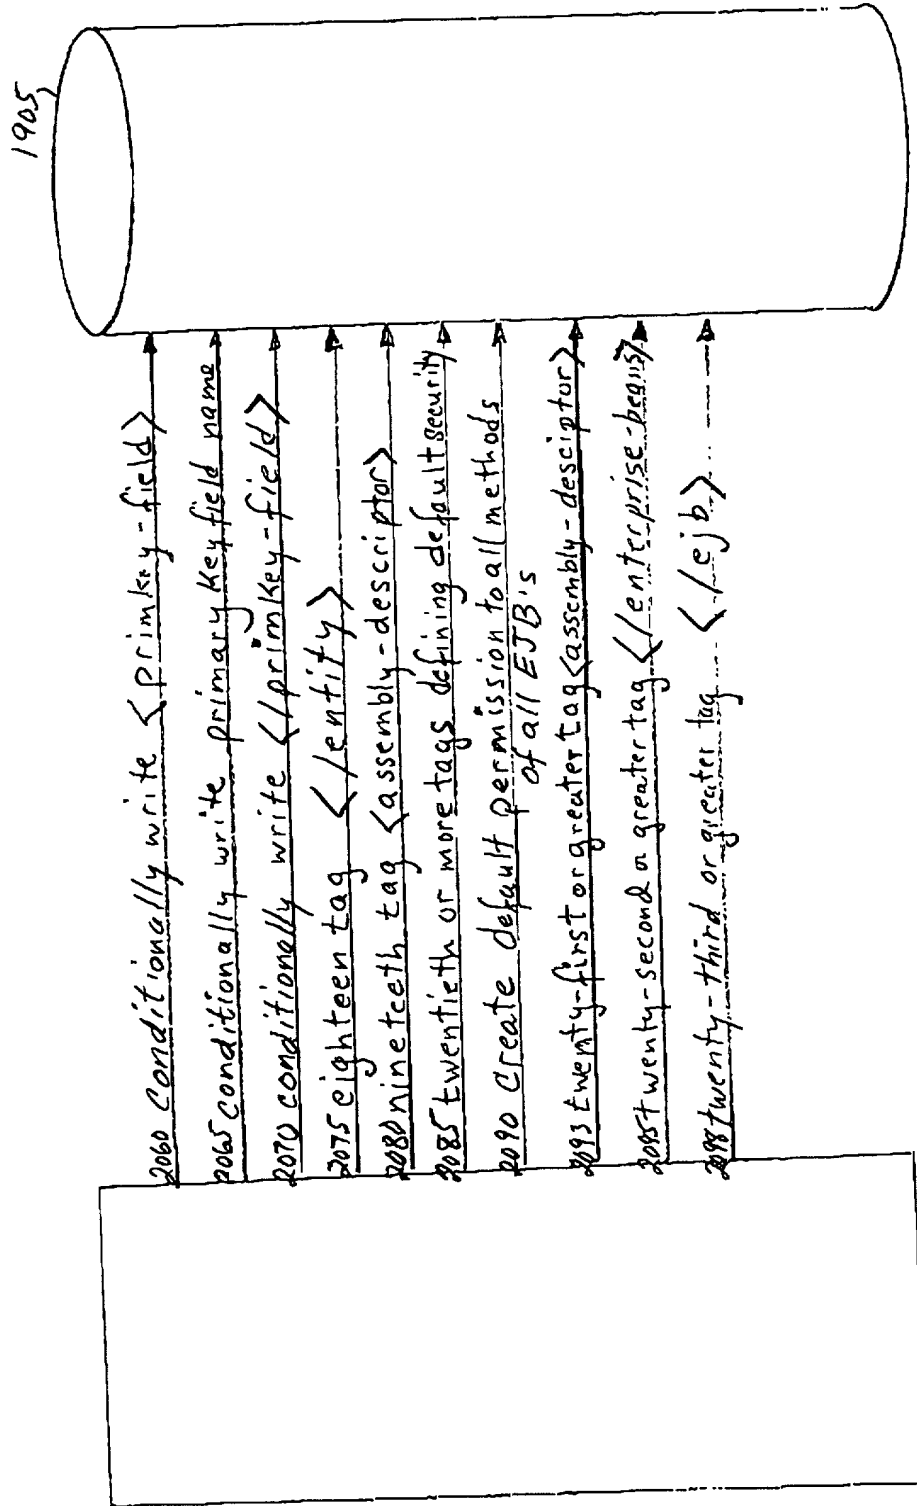 1905
2060 conditionally write <primkey-field>
2065 conditionally write primary key field name
2070 conditionally write </primkey-field>
2075 eighteen tag </entity>
2080 nineteeth tag <assembly-descriptor>
2085 twentieth or more tags defining default security
2090 create default permission to all methods
of all EJB's
2093 twenty-first or greater tag <assembly-desciptor>
2095 twenty-second or greater tag </enterprise-beans>
2098 twenty-third or greater tag </ejb>